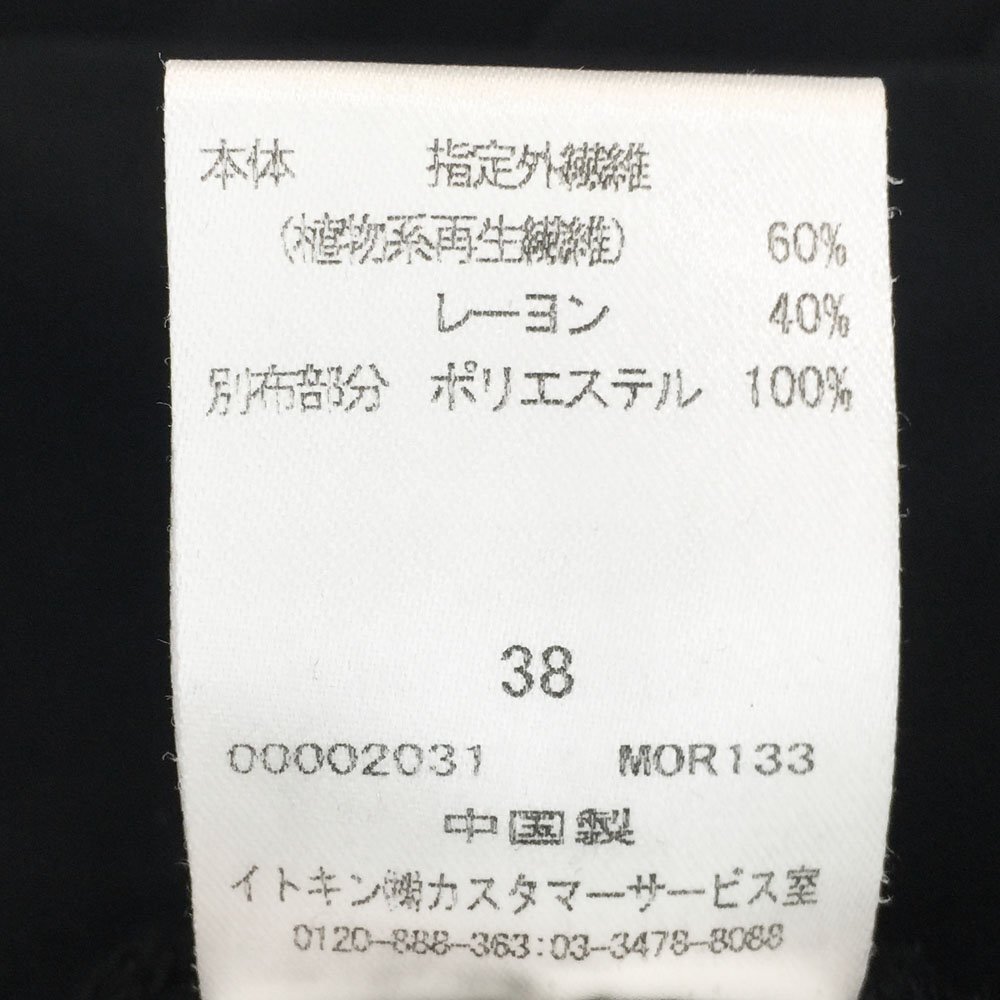 本体 指定外繊維
(植物系再生繊維) 60%
レーヨン 40%
別布部分 ポリエステル 100%
38
00002031 MOR133
中国製
イトキン㈱カスタマーサービス室
0120-888-363:03-3478-8088